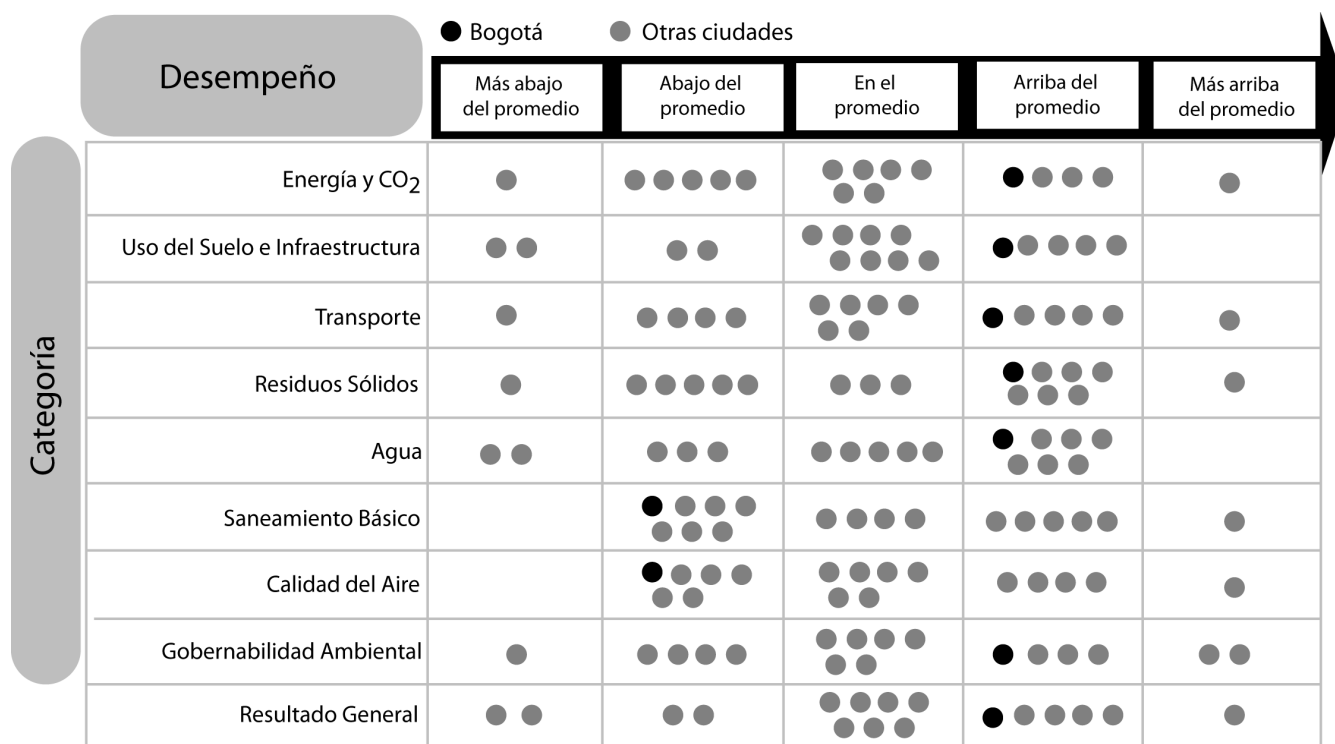 Bogotá
Otras ciudades
Desempeño
Más abajo
del promedio
Abajo del
promedio
En el
promedio
Arriba del
promedio
Más arriba
del promedio
Categoría
Energía y CO2
Uso del Suelo e Infraestructura
Transporte
Residuos Sólidos
Agua
Saneamiento Básico
Calidad del Aire
Gobernabilidad Ambiental
Resultado General